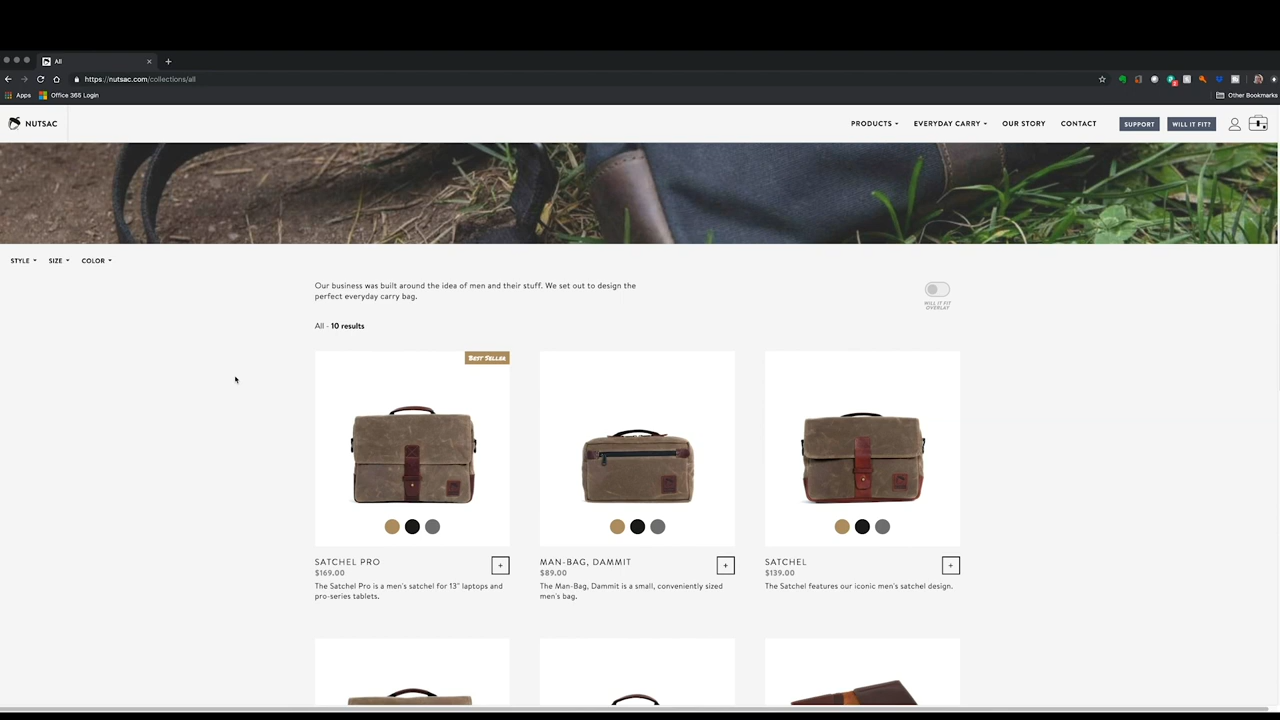 All
https://nutsac.com/collections/all
Apps
Office 365 Login
Other Bookmarks
NUTSAC
PRODUCTS
EVERYDAY CARRY
OUR STORY
CONTACT
SUPPORT
WILL IT FIT?
STYLE
SIZE
COLOR
Our business was built around the idea of men and their stuff. We set out to design the
perfect everyday carry bag.
WILL IT FIT
OVERLAY
All - 10 results
BEST SELLER
SATCHEL PRO
$169.00
The Satchel Pro is a men's satchel for 13" laptops and
pro-series tablets.
MAN-BAG, DAMMIT
$89.00
The Man-Bag, Dammit is a small, conveniently sized
men's bag.
SATCHEL
$139.00
The Satchel features our iconic men's satchel design.